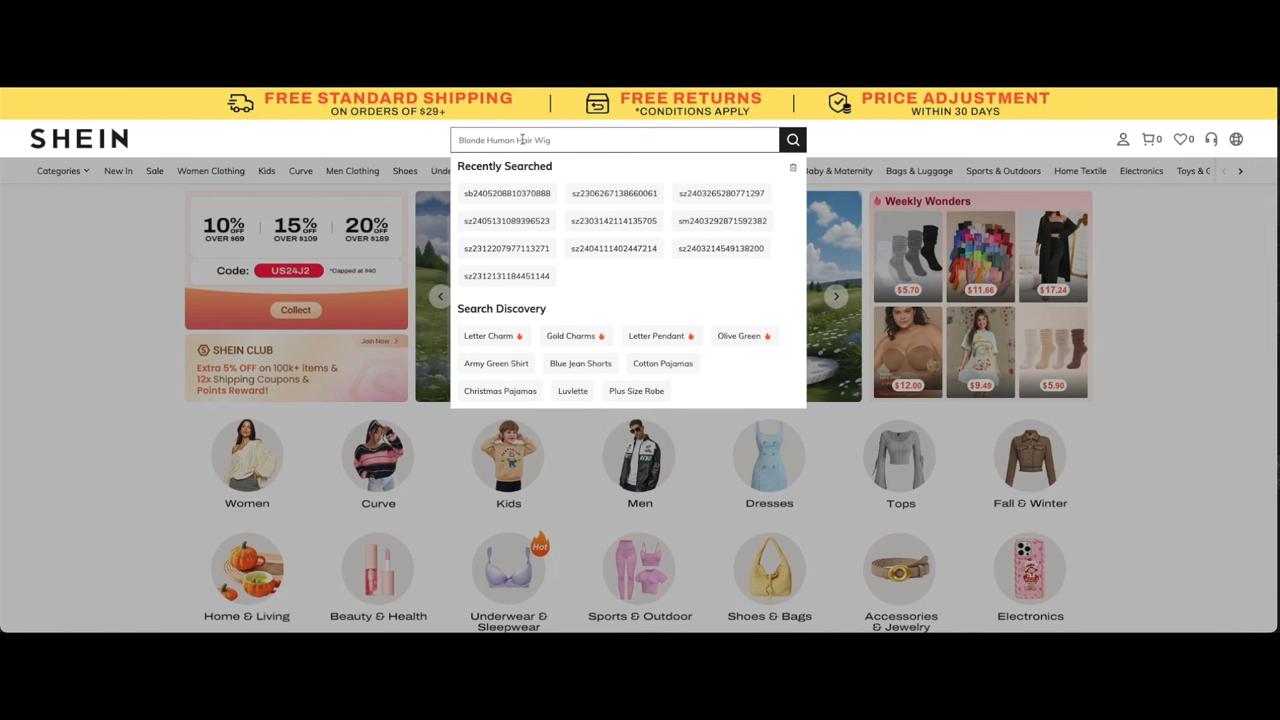 FREE STANDARD SHIPPING
ON ORDERS OF $29+
FREE RETURNS
*CONDITIONS APPLY
PRICE ADJUSTMENT
WITHIN 30 DAYS
SHEIN
Blonde Human Hair Wig
0
0
Categories New In Sale Women Clothing Kids Curve Men Clothing Shoes Unde
aby & Maternity Bags & Luggage Sports & Outdoors Home Textile Electronics Toys & G
Recently Searched
sb2405208810370888 sz2306267138660061 sz2403265280771297
sz2405131089396523 sz2303142114135705 sm2403292871592382
sz2312207977113271 sz2404111402447214 sz2403214549138200
sz2312131184451144
Search Discovery
Letter Charm Gold Charms Letter Pendant Olive Green
Army Green Shirt Blue Jean Shorts Cotton Pajamas
Christmas Pajamas Luvlette Plus Size Robe
10% OFF 15% OFF 20% OFF
OVER $69 OVER $109 OVER $189
Code: US24J2 *Capped at $40
Collect
SHEIN CLUB Join Now >
Extra 5% OFF on 100k+ items &
12x Shipping Coupons &
Points Reward!
Weekly Wonders
$5.70 $11.66 $17.24
$12.00 $9.49 $5.90
Women Curve Kids Men Dresses Tops Fall & Winter
Hot
Home & Living Beauty & Health Underwear & Sleepwear Sports & Outdoor Shoes & Bags Accessories & Jewelry Electronics